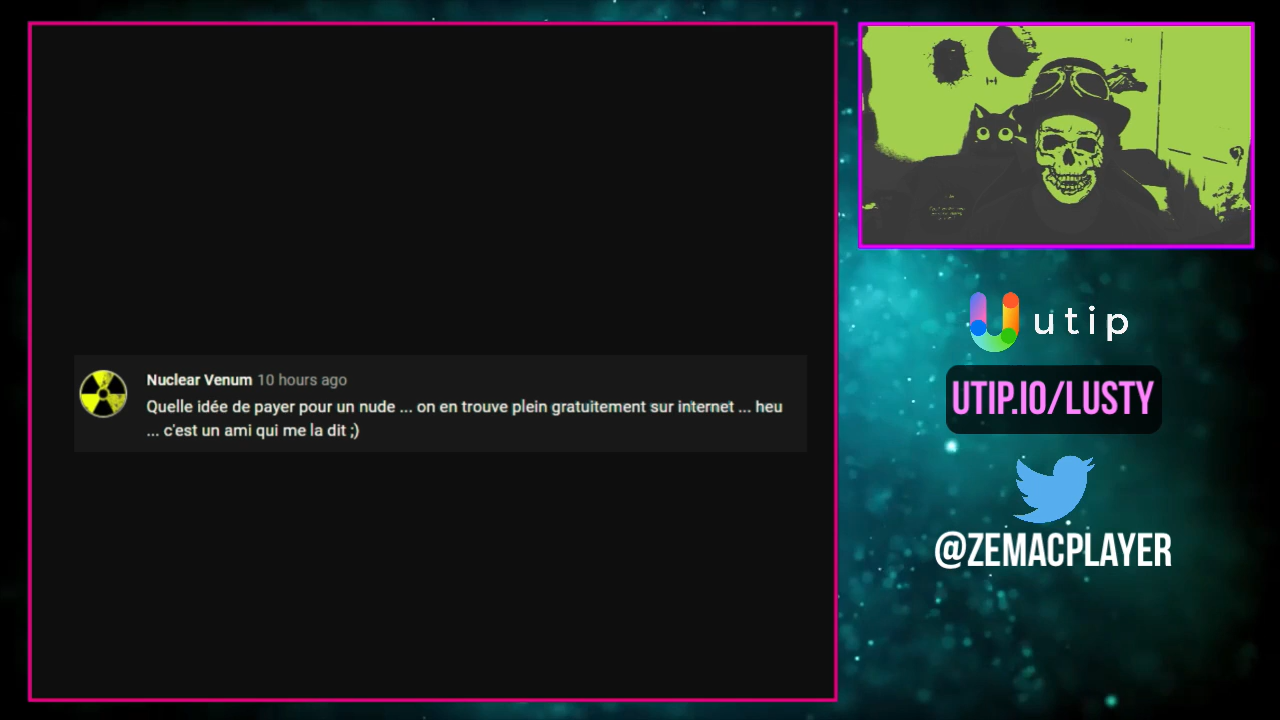 Nuclear Venum 10 hours ago
Quelle idée de payer pour un nude ... on en trouve plein gratuitement sur internet ... heu
... c'est un ami qui me la dit ;)
utip
UTIP.IO/LUSTY
@ZEMACPLAYER